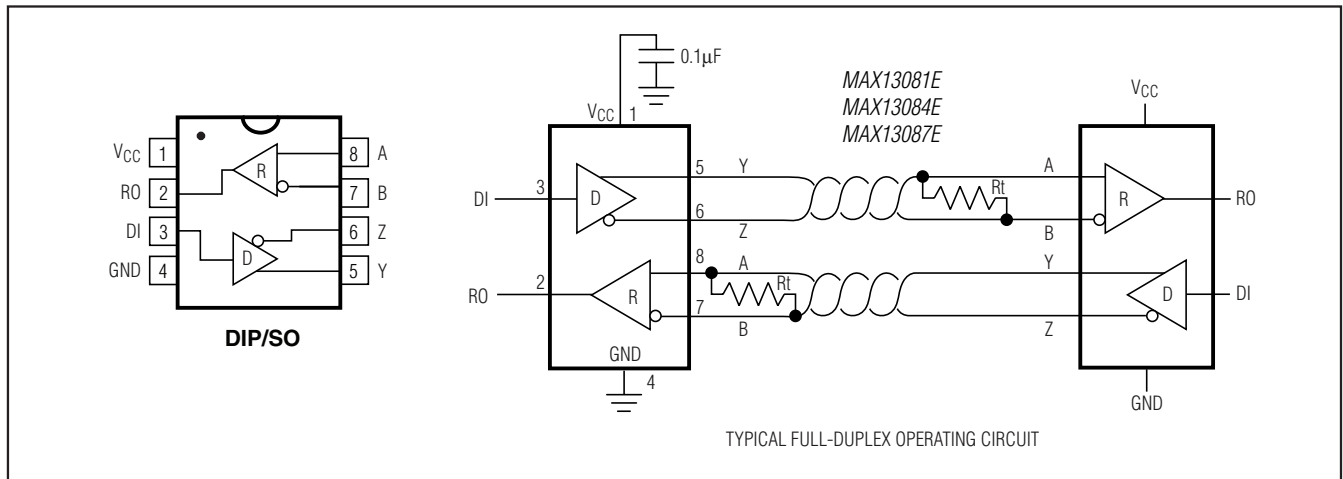 0.1µF
MAX13081E
MAX13084E
MAX13087E
VCC 1 8 A
RO 2 7 B
DI 3 6 Z
GND 4 5 Y
R
D
DIP/SO
VCC 1
DI 3 D 5 Y
6 Z
RO 2 R 8 A
7 B
Rt
GND
4
VCC
A Rt
B
R RO
Y
Z
D DI
GND
TYPICAL FULL-DUPLEX OPERATING CIRCUIT